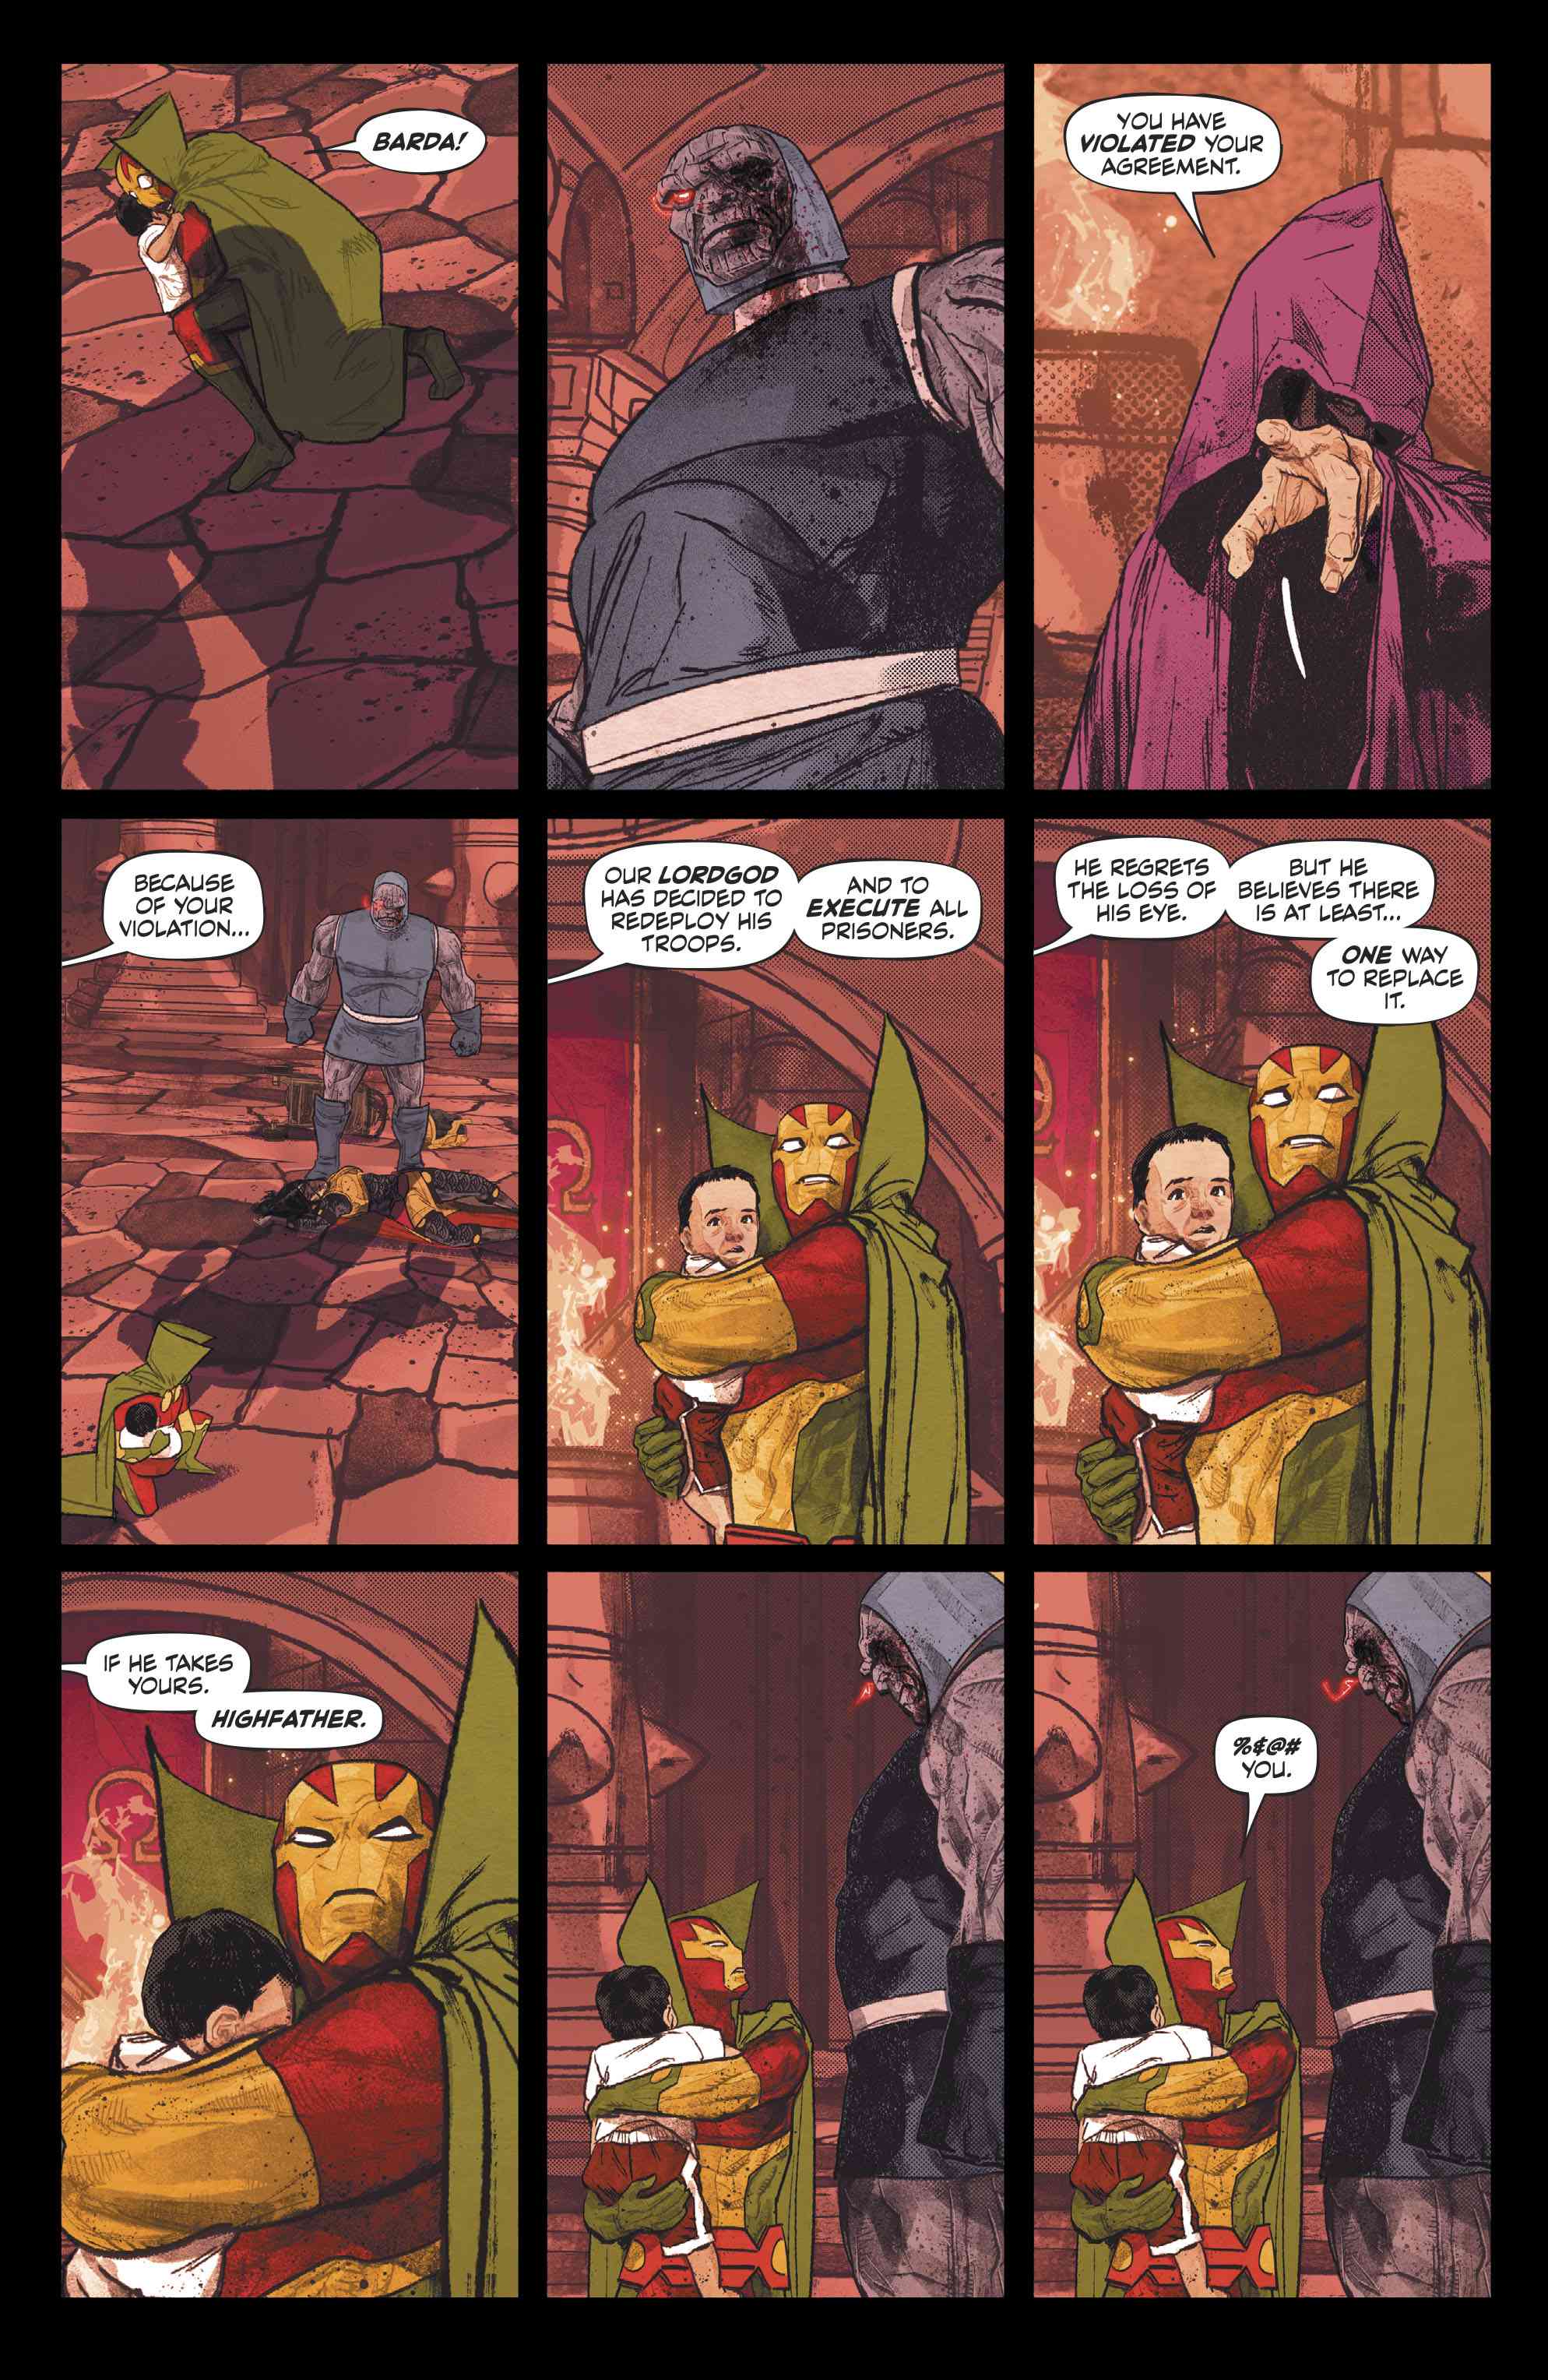 BARDA!
YOU HAVE
VIOLATED YOUR
AGREEMENT.
BECAUSE
OF YOUR
VIOLATION...
OUR LORDGOD
HAS DECIDED TO
REDEPLOY HIS
TROOPS.
AND TO
EXECUTE ALL
PRISONERS.
HE REGRETS
THE LOSS OF
HIS EYE.
BUT HE
BELIEVES THERE
IS AT LEAST...
ONE WAY
TO REPLACE
IT.
IF HE TAKES
YOURS.
HIGHFATHER.
%&@#
YOU.